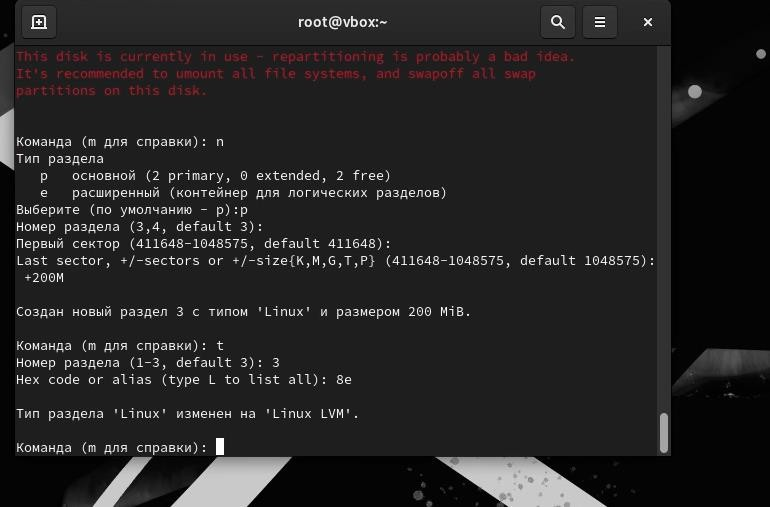 root@vbox:~
This disk is currently in use - repartitioning is probably a bad idea.
It's recommended to umount all file systems, and swapoff all swap
partitions on this disk.
Команда (m для справки): n
Тип раздела
p основной (2 primary, 0 extended, 2 free)
e расширенный (контейнер для логических разделов)
Выберите (по умолчанию - p):p
Номер раздела (3,4, default 3):
Первый сектор (411648-1048575, default 411648):
Last sector, +/-sectors or +/-size{K,M,G,T,P} (411648-1048575, default 1048575):
+200M
Создан новый раздел 3 с типом 'Linux' и размером 200 MiB.
Команда (m для справки): t
Номер раздела (1-3, default 3): 3
Hex code or alias (type L to list all): 8e
Тип раздела 'Linux' изменен на 'Linux LVM'.
Команда (m для справки):